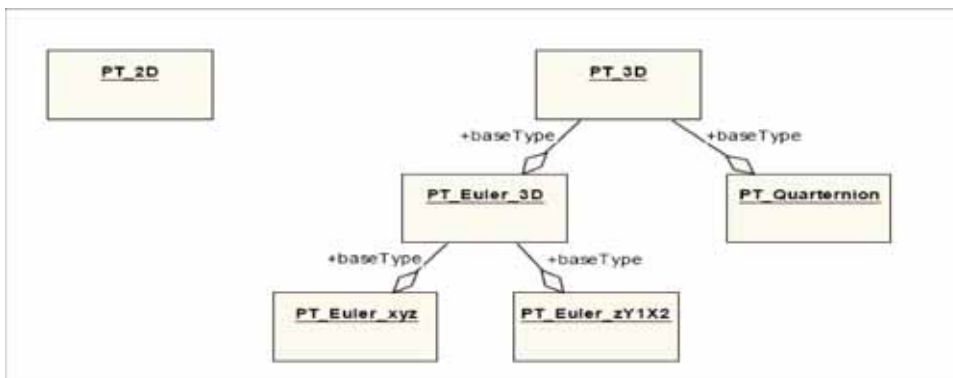 PT_2D
PT_3D
+baseType
+baseType
PT_Euler_3D
PT_Quarternion
+baseType
+baseType
PT_Euler_xyz
PT_Euler_zY1X2